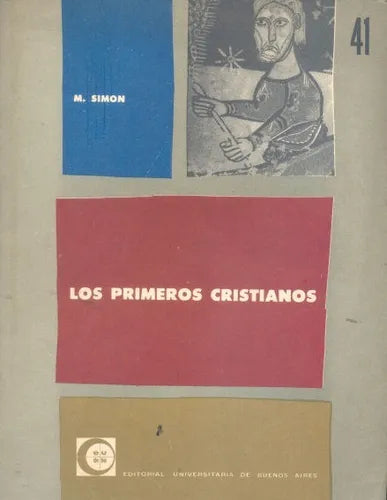 41
M. SIMON
LOS PRIMEROS CRISTIANOS
EDITORIAL UNIVERSITARIA DE BUENOS AIRES